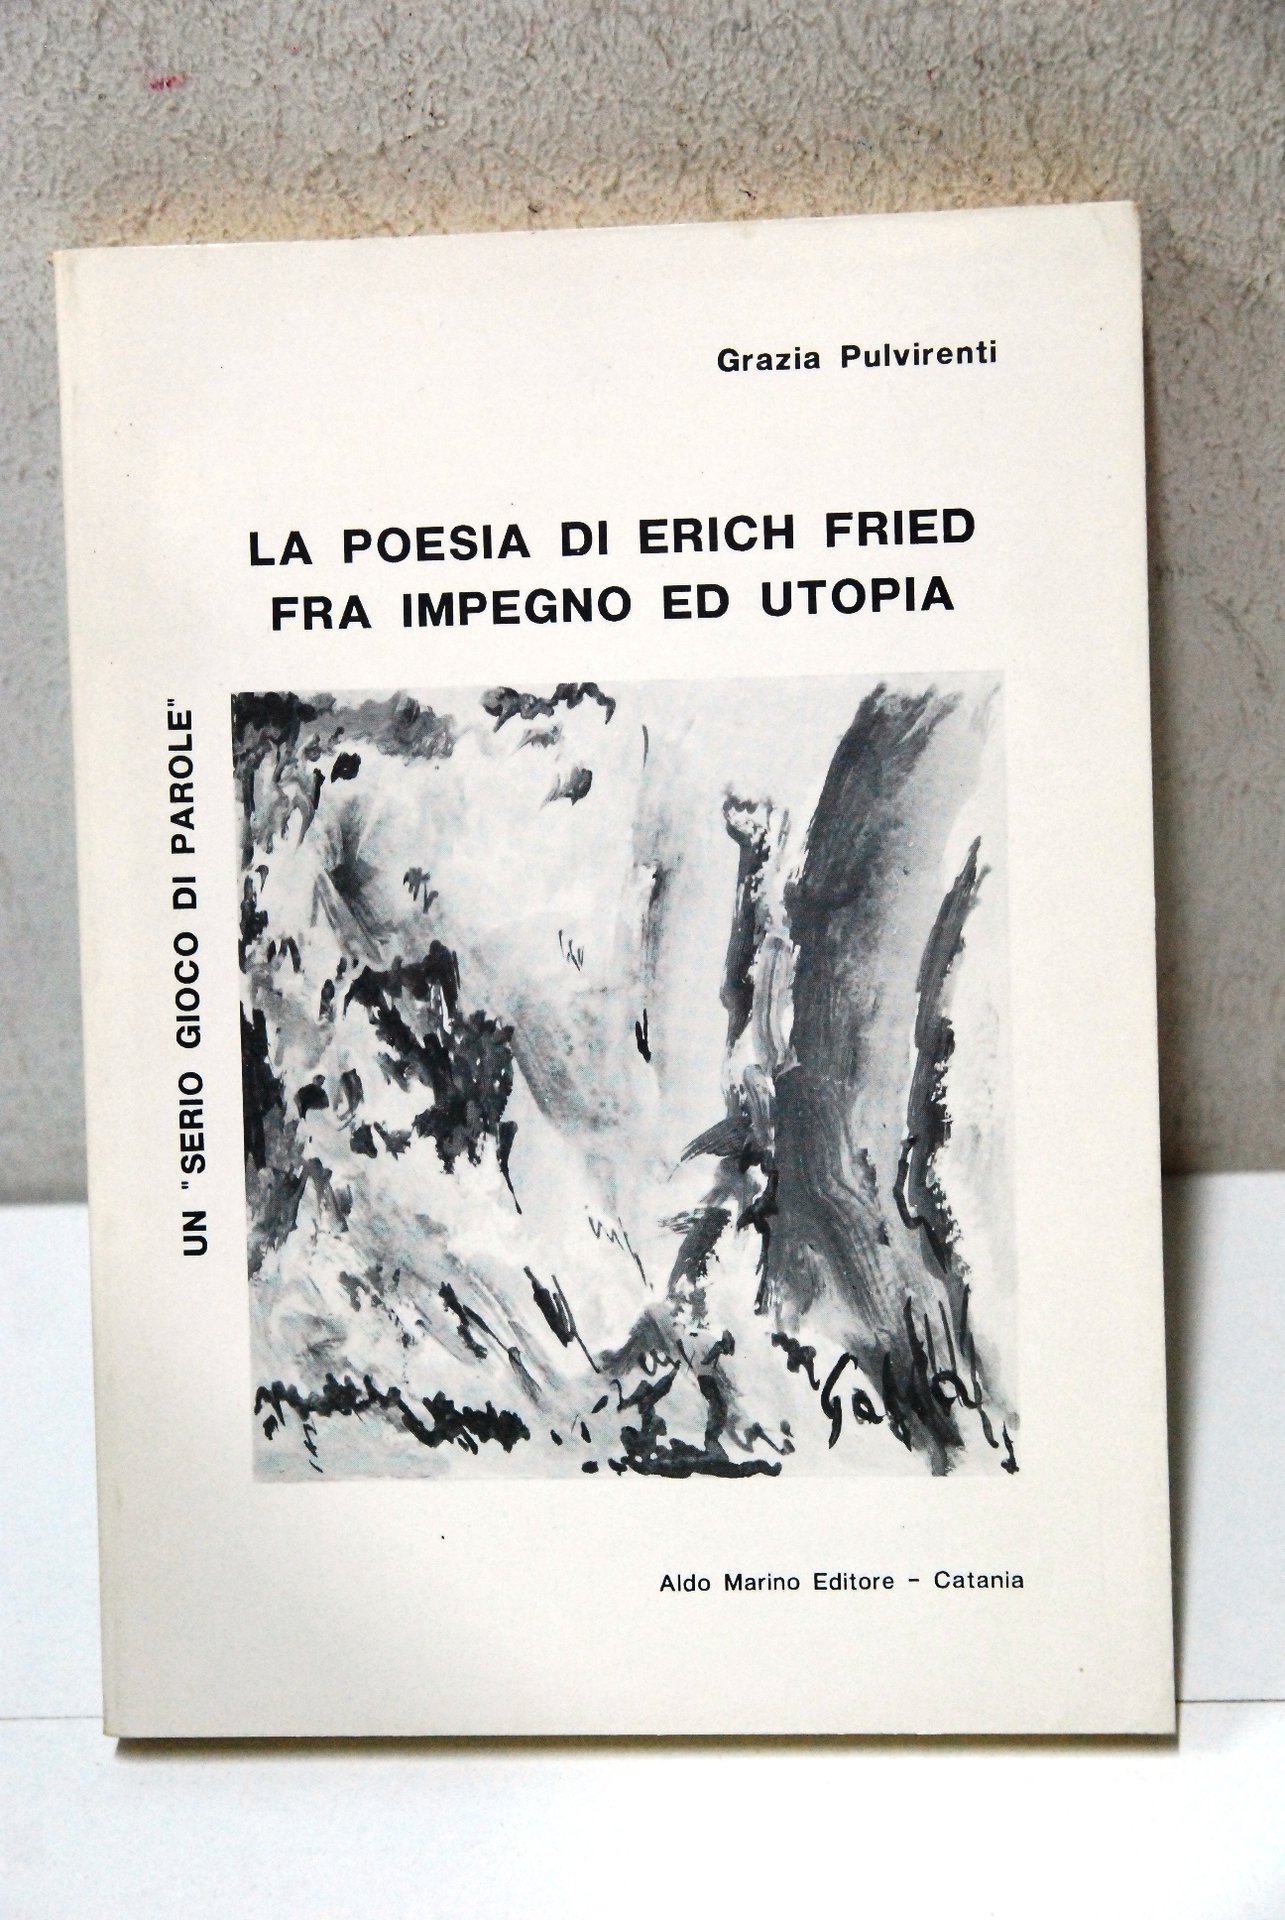 Grazia Pulvirenti
LA POESIA DI ERICH FRIED
FRA IMPEGNO ED UTOPIA
UN "SERIO GIOCO DI PAROLE"
Aldo Marino Editore - Catania